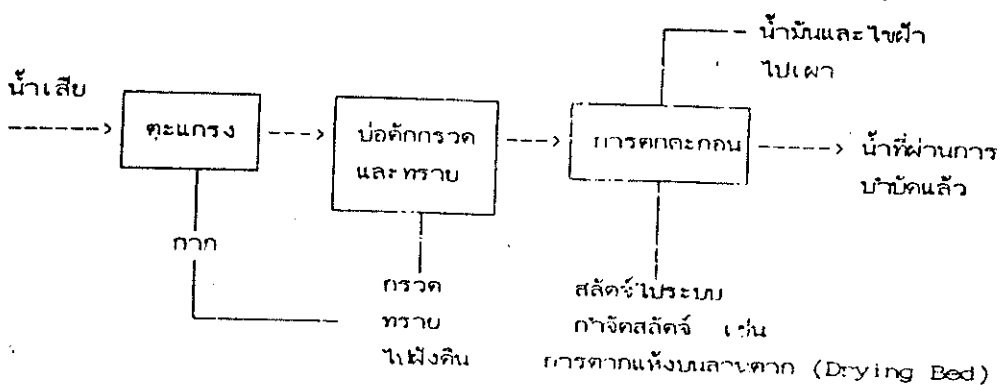 น้ำมันและไขฝ้า
ไปเผา
น้ำเสีย
ตะแกรง
บ่อดักกรวด
และทราย
การตกตะกอน
น้ำที่ผ่านการ
บำบัดแล้ว
กาก
กรวด
ทราย
ไปฝังดิน
สลัดจ์ไประบบ
กำจัดสลัดจ์ เช่น
การตากแห้งบนลานตาก (Drying Bed)